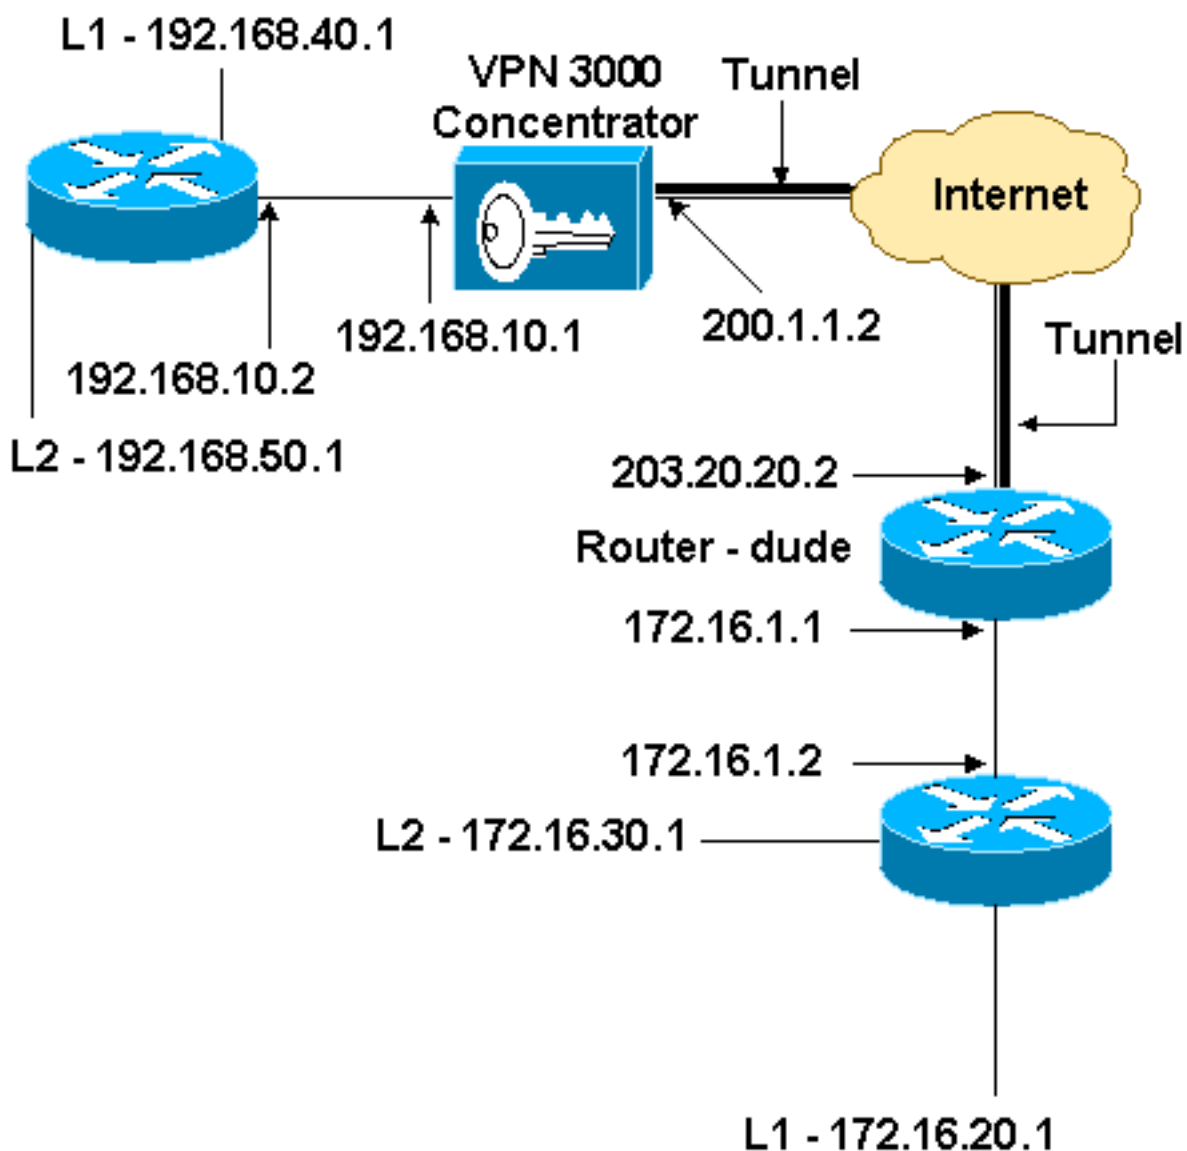 L1 - 192.168.40.1
VPN 3000
Concentrator
Tunnel
Internet
192.168.10.1
200.1.1.2
Tunnel
192.168.10.2
L2 - 192.168.50.1
203.20.20.2
Router - dude
172.16.1.1
172.16.1.2
L2 - 172.16.30.1
L1 - 172.16.20.1